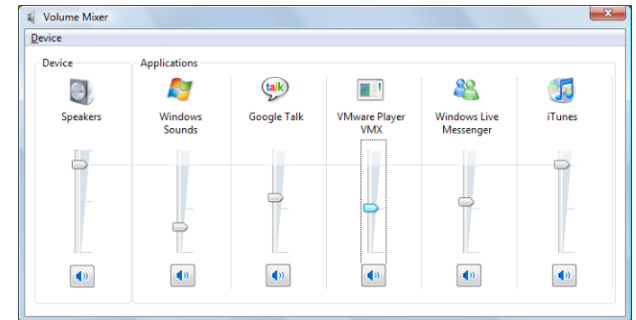 Volume Mixer
Device
Device
Applications
talk
Speakers
Windows
Sounds
Google Talk
VMware Player
VMX
Windows Live
Messenger
iTunes